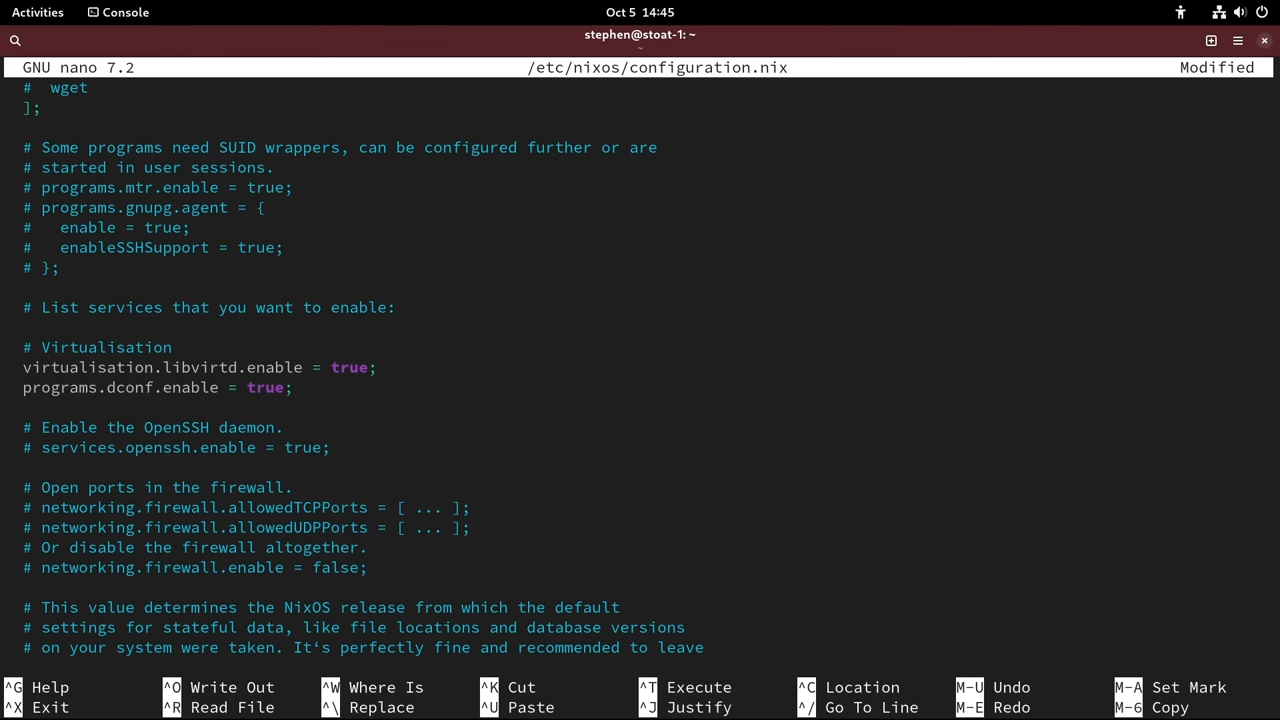 Activities Console Oct 5 14:45
stephen@stoat-1: ~
~
GNU nano 7.2 /etc/nixos/configuration.nix Modified
#  wget
];
# Some programs need SUID wrappers, can be configured further or are
# started in user sessions.
# programs.mtr.enable = true;
# programs.gnupg.agent = {
#   enable = true;
#   enableSSHSupport = true;
# };
# List services that you want to enable:
# Virtualisation
virtualisation.libvirtd.enable = true;
programs.dconf.enable = true;
# Enable the OpenSSH daemon.
# services.openssh.enable = true;
# Open ports in the firewall.
# networking.firewall.allowedTCPPorts = [ ... ];
# networking.firewall.allowedUDPPorts = [ ... ];
# Or disable the firewall altogether.
# networking.firewall.enable = false;
# This value determines the NixOS release from which the default
# settings for stateful data, like file locations and database versions
# on your system were taken. It‘s perfectly fine and recommended to leave
^G Help ^O Write Out ^W Where Is ^K Cut ^T Execute ^C Location M-U Undo M-A Set Mark
^X Exit ^R Read File ^\ Replace ^U Paste ^J Justify ^/ Go To Line M-E Redo M-6 Copy